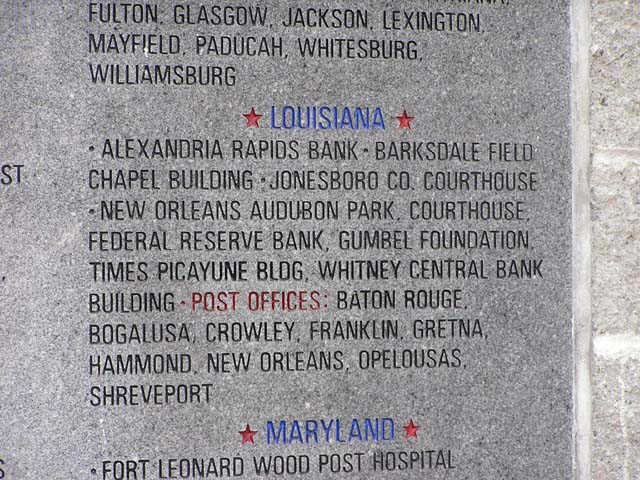 FULTON, GLASGOW, JACKSON, LEXINGTON,
MAYFIELD, PADUCAH, WHITESBURG,
WILLIAMSBURG
★ LOUISIANA ★
· ALEXANDRIA RAPIDS BANK · BARKSDALE FIELD
CHAPEL BUILDING · JONESBORO CO. COURTHOUSE
· NEW ORLEANS AUDUBON PARK, COURTHOUSE,
FEDERAL RESERVE BANK, GUMBEL FOUNDATION,
TIMES PICAYUNE BLDG, WHITNEY CENTRAL BANK
BUILDING · POST OFFICES: BATON ROUGE,
BOGALUSA, CROWLEY, FRANKLIN, GRETNA,
HAMMOND, NEW ORLEANS, OPELOUSAS,
SHREVEPORT
★ MARYLAND ★
· FORT LEONARD WOOD POST HOSPITAL